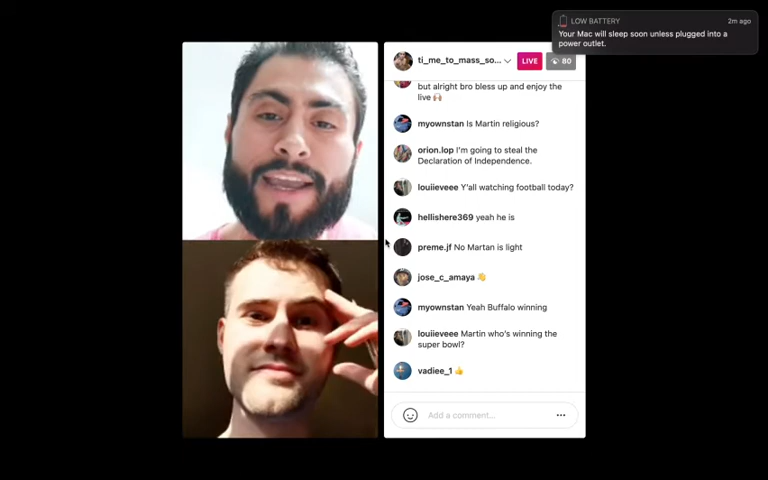 LOW BATTERY
2m ago
Your Mac will sleep soon unless plugged into a
power outlet.
ti_me_to_mass_so...
LIVE
80
but alright bro bless up and enjoy the
live
myownstan Is Martin religious?
orion.lop I'm going to steal the
Declaration of Independence.
louiieveee Y'all watching football today?
hellishere369 yeah he is
preme.jf No Martan is light
jose_c_amaya
myownstan Yeah Buffalo winning
louiieveee Martin who's winning the
super bowl?
vadiee_1
Add a comment...